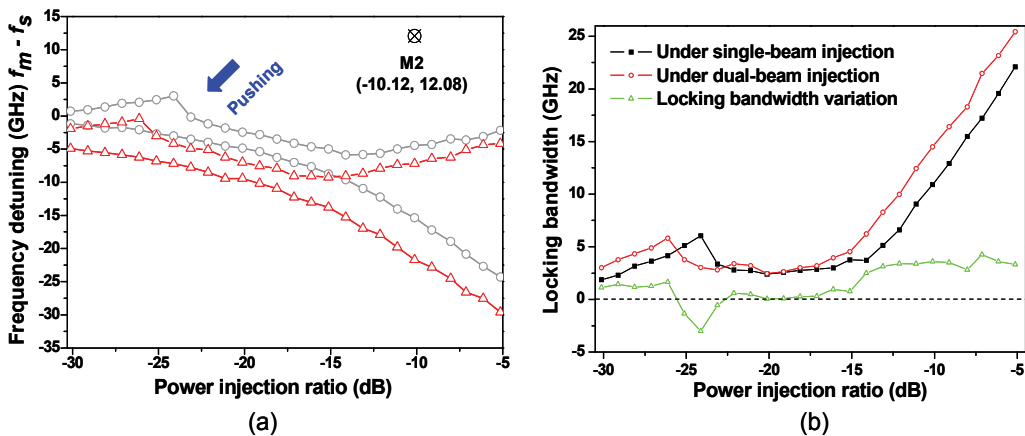 Frequency detuning (GHz) fm - fs
15
10
5
0
-5
-10
-15
-20
-25
-30
-35
Pushing
M2
(-10.12, 12.08)
-30
-25
-20
-15
-10
-5
Power injection ratio (dB)
(a)
Locking bandwidth (GHz)
25
20
15
10
5
0
-5
Under single-beam injection
Under dual-beam injection
Locking bandwidth variation
-30
-25
-20
-15
-10
-5
Power injection ratio (dB)
(b)